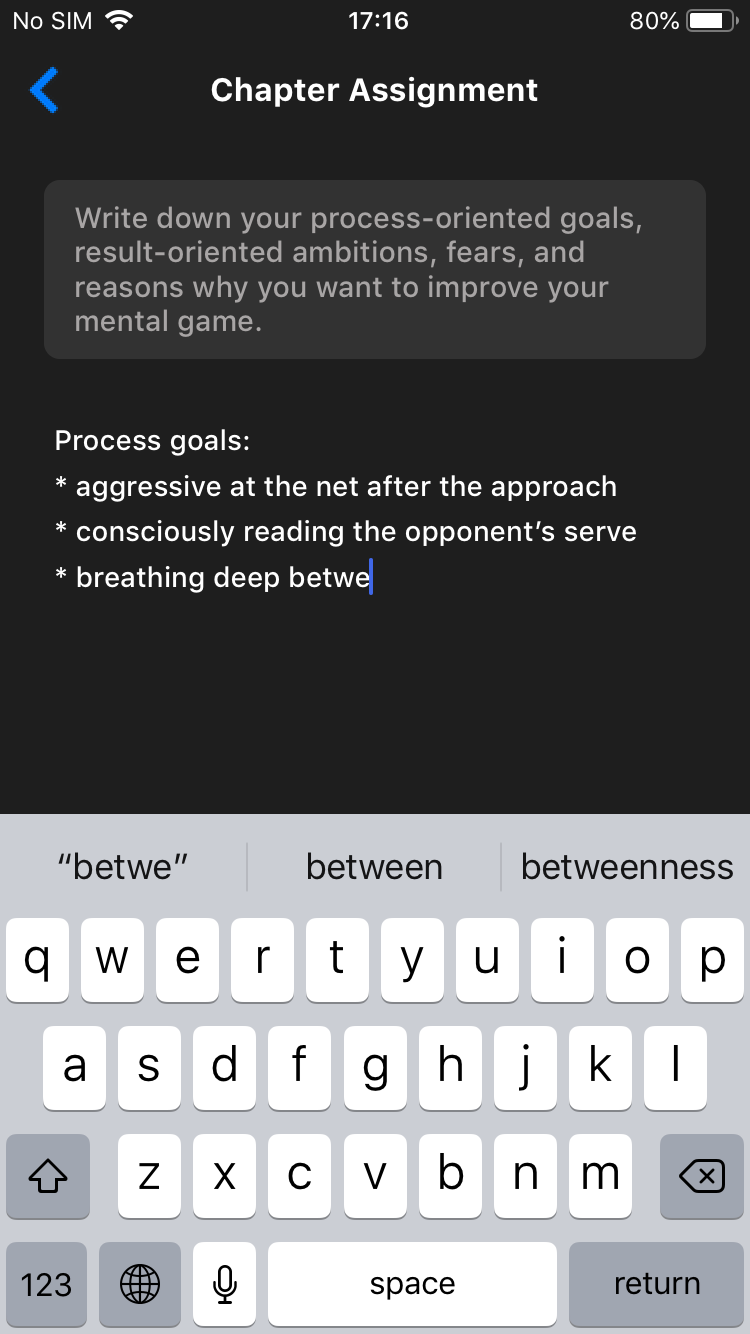 No SIM 17:16 80%
Chapter Assignment
Write down your process-oriented goals,
result-oriented ambitions, fears, and
reasons why you want to improve your
mental game.
Process goals:
* aggressive at the net after the approach
* consciously reading the opponent’s serve
* breathing deep betwe
“betwe” between betweenness
q w e r t y u i o p
a s d f g h j k l
z x c v b n m
123 space return